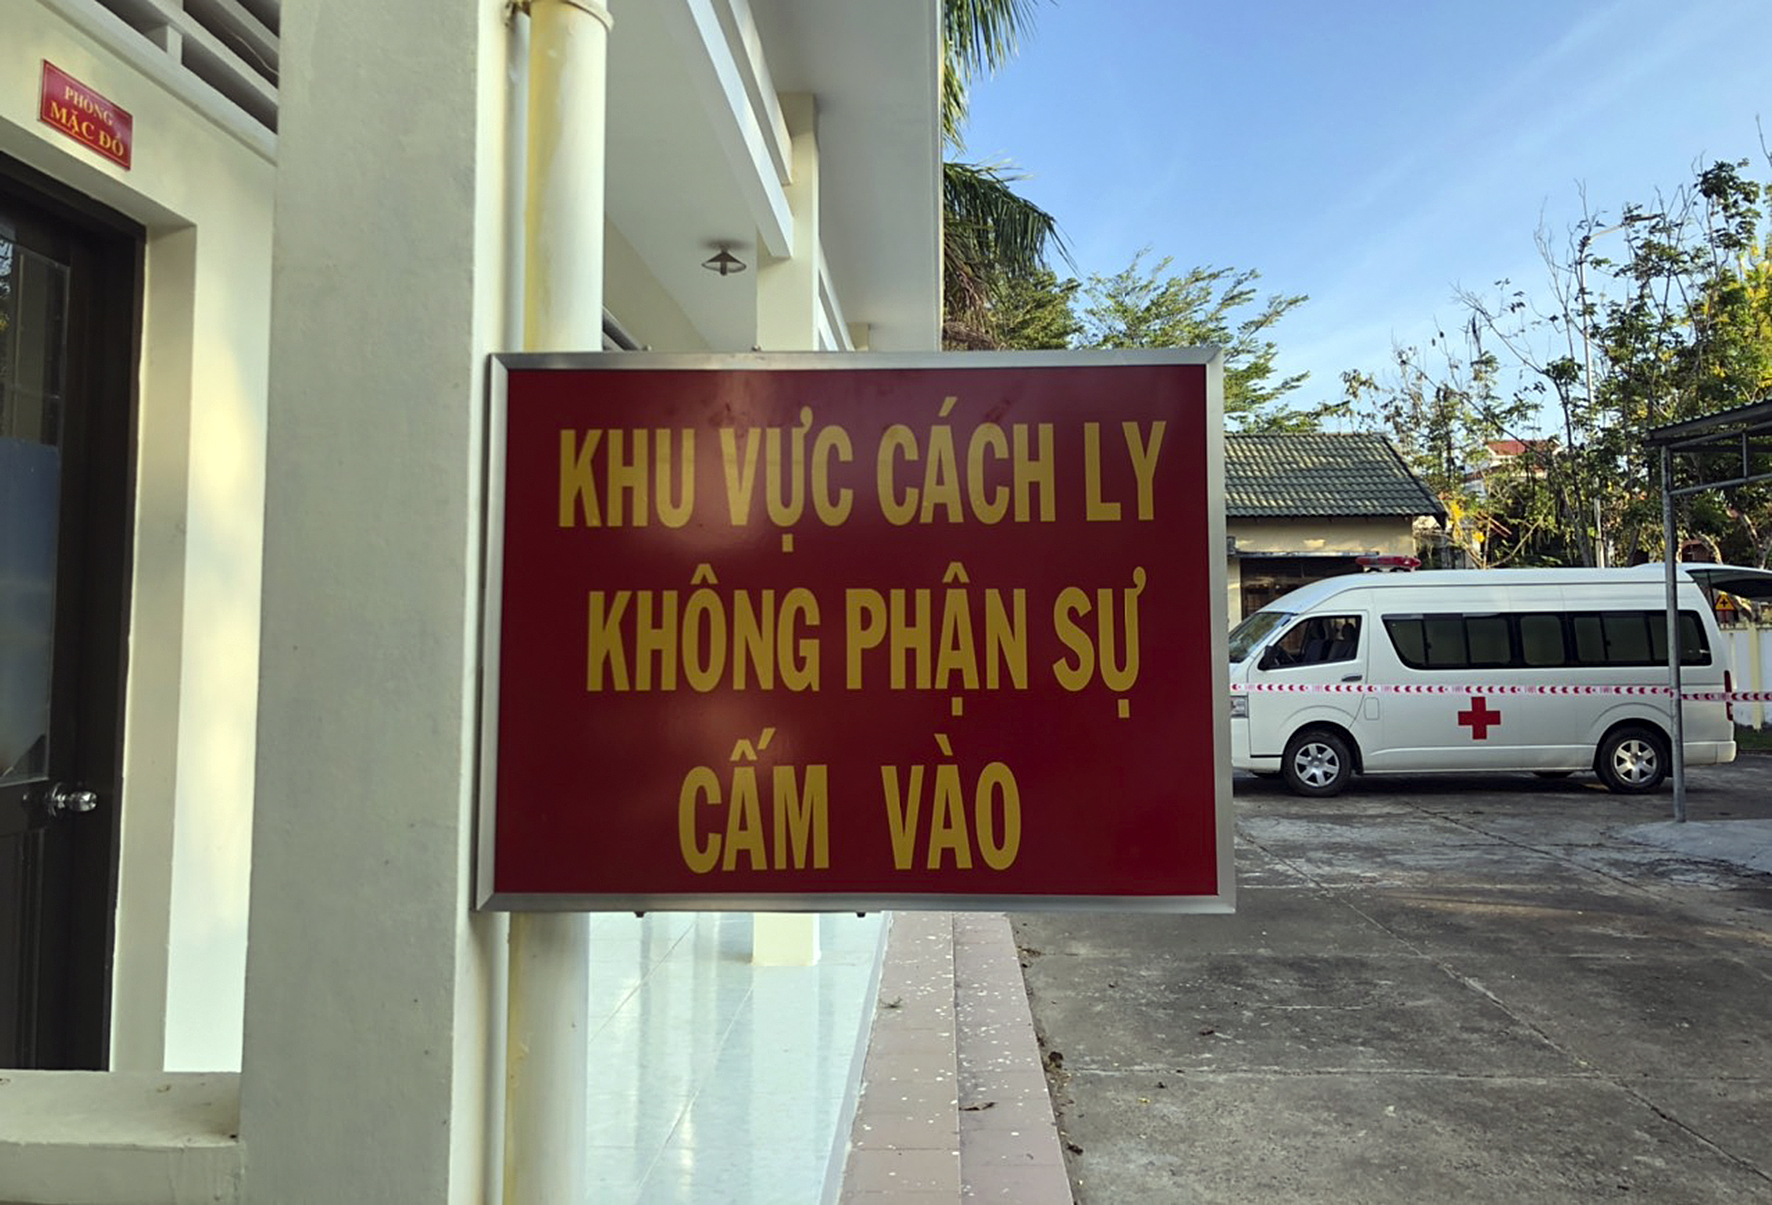 PHÒNG
MẶC ĐỒ
KHU VỰC CÁCH LY
KHÔNG PHẬN SỰ
CẤM VÀO